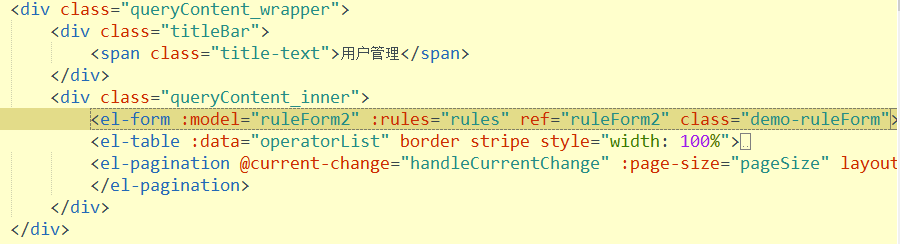 <div class="queryContent_wrapper">
<div class="titleBar">
<span class="title-text">用户管理</span>
</div>
<div class="queryContent_inner">
<el-form :model="ruleForm2" :rules="rules" ref="ruleForm2" class="demo-ruleForm">
<el-table :data="operatorList" border stripe style="width: 100%">
<el-pagination @current-change="handleCurrentChange" :page-size="pageSize" layou
</el-pagination>
</div>
</div>